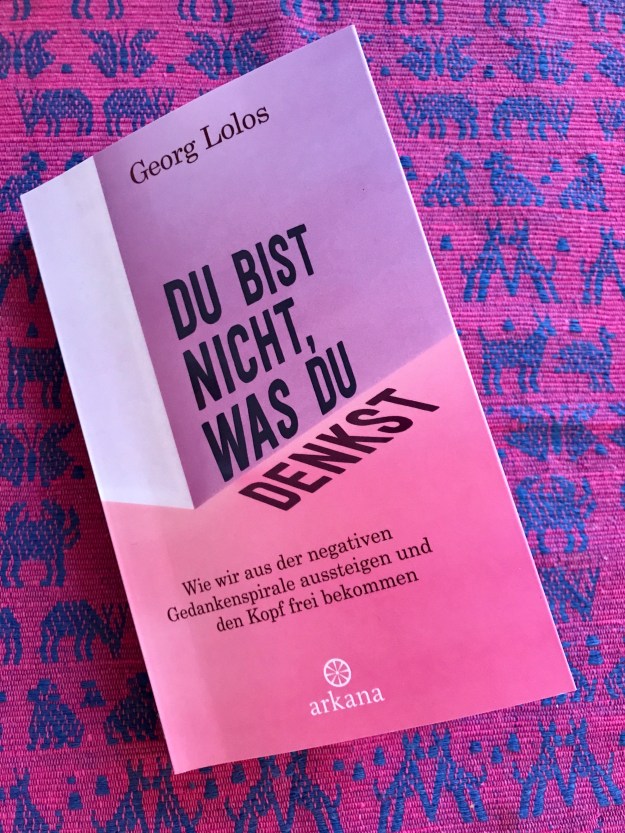 Georg Lolos
DU BIST
NICHT,
WAS DU
DENKST
Wie wir aus der negativen
Gedankenspirale aussteigen und
den Kopf frei bekommen
arkana